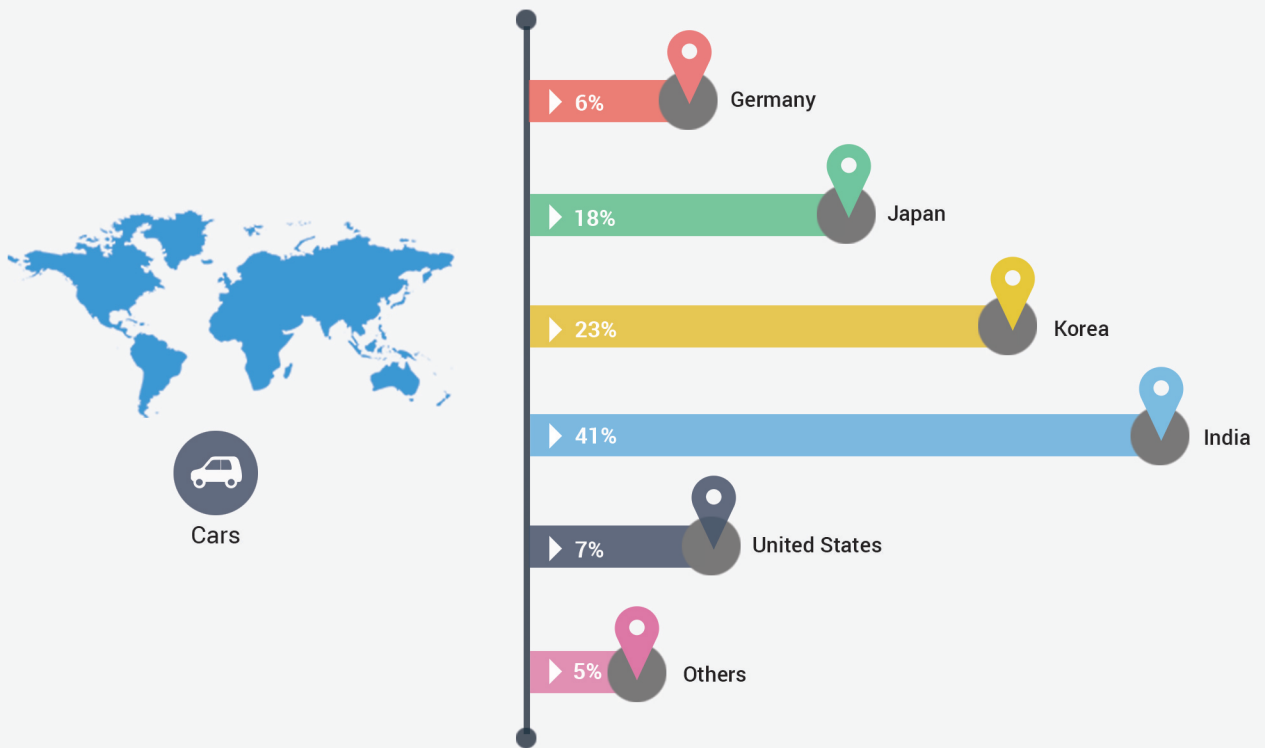 6%
Germany
18%
Japan
23%
Korea
41%
India
7%
United States
5%
Others
Cars